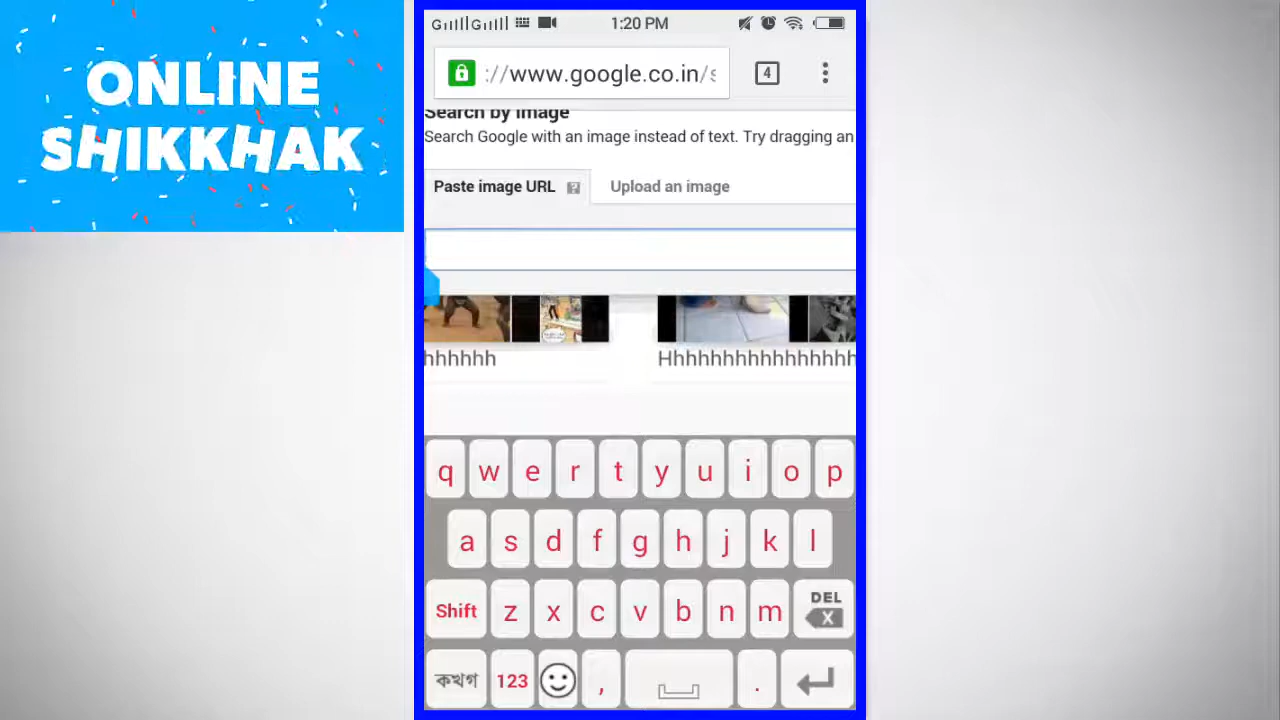 ONLINE
SHIKKHAK
1:20 PM
://www.google.co.in/s
4
Search by image
Search Google with an image instead of text. Try dragging an
Paste image URL ?
Upload an image
hhhhhh
Hhhhhhhhhhhhhhhh
q w e r t y u i o p
a s d f g h j k l
Shift z x c v b n m DEL X
কখগ 123 , .